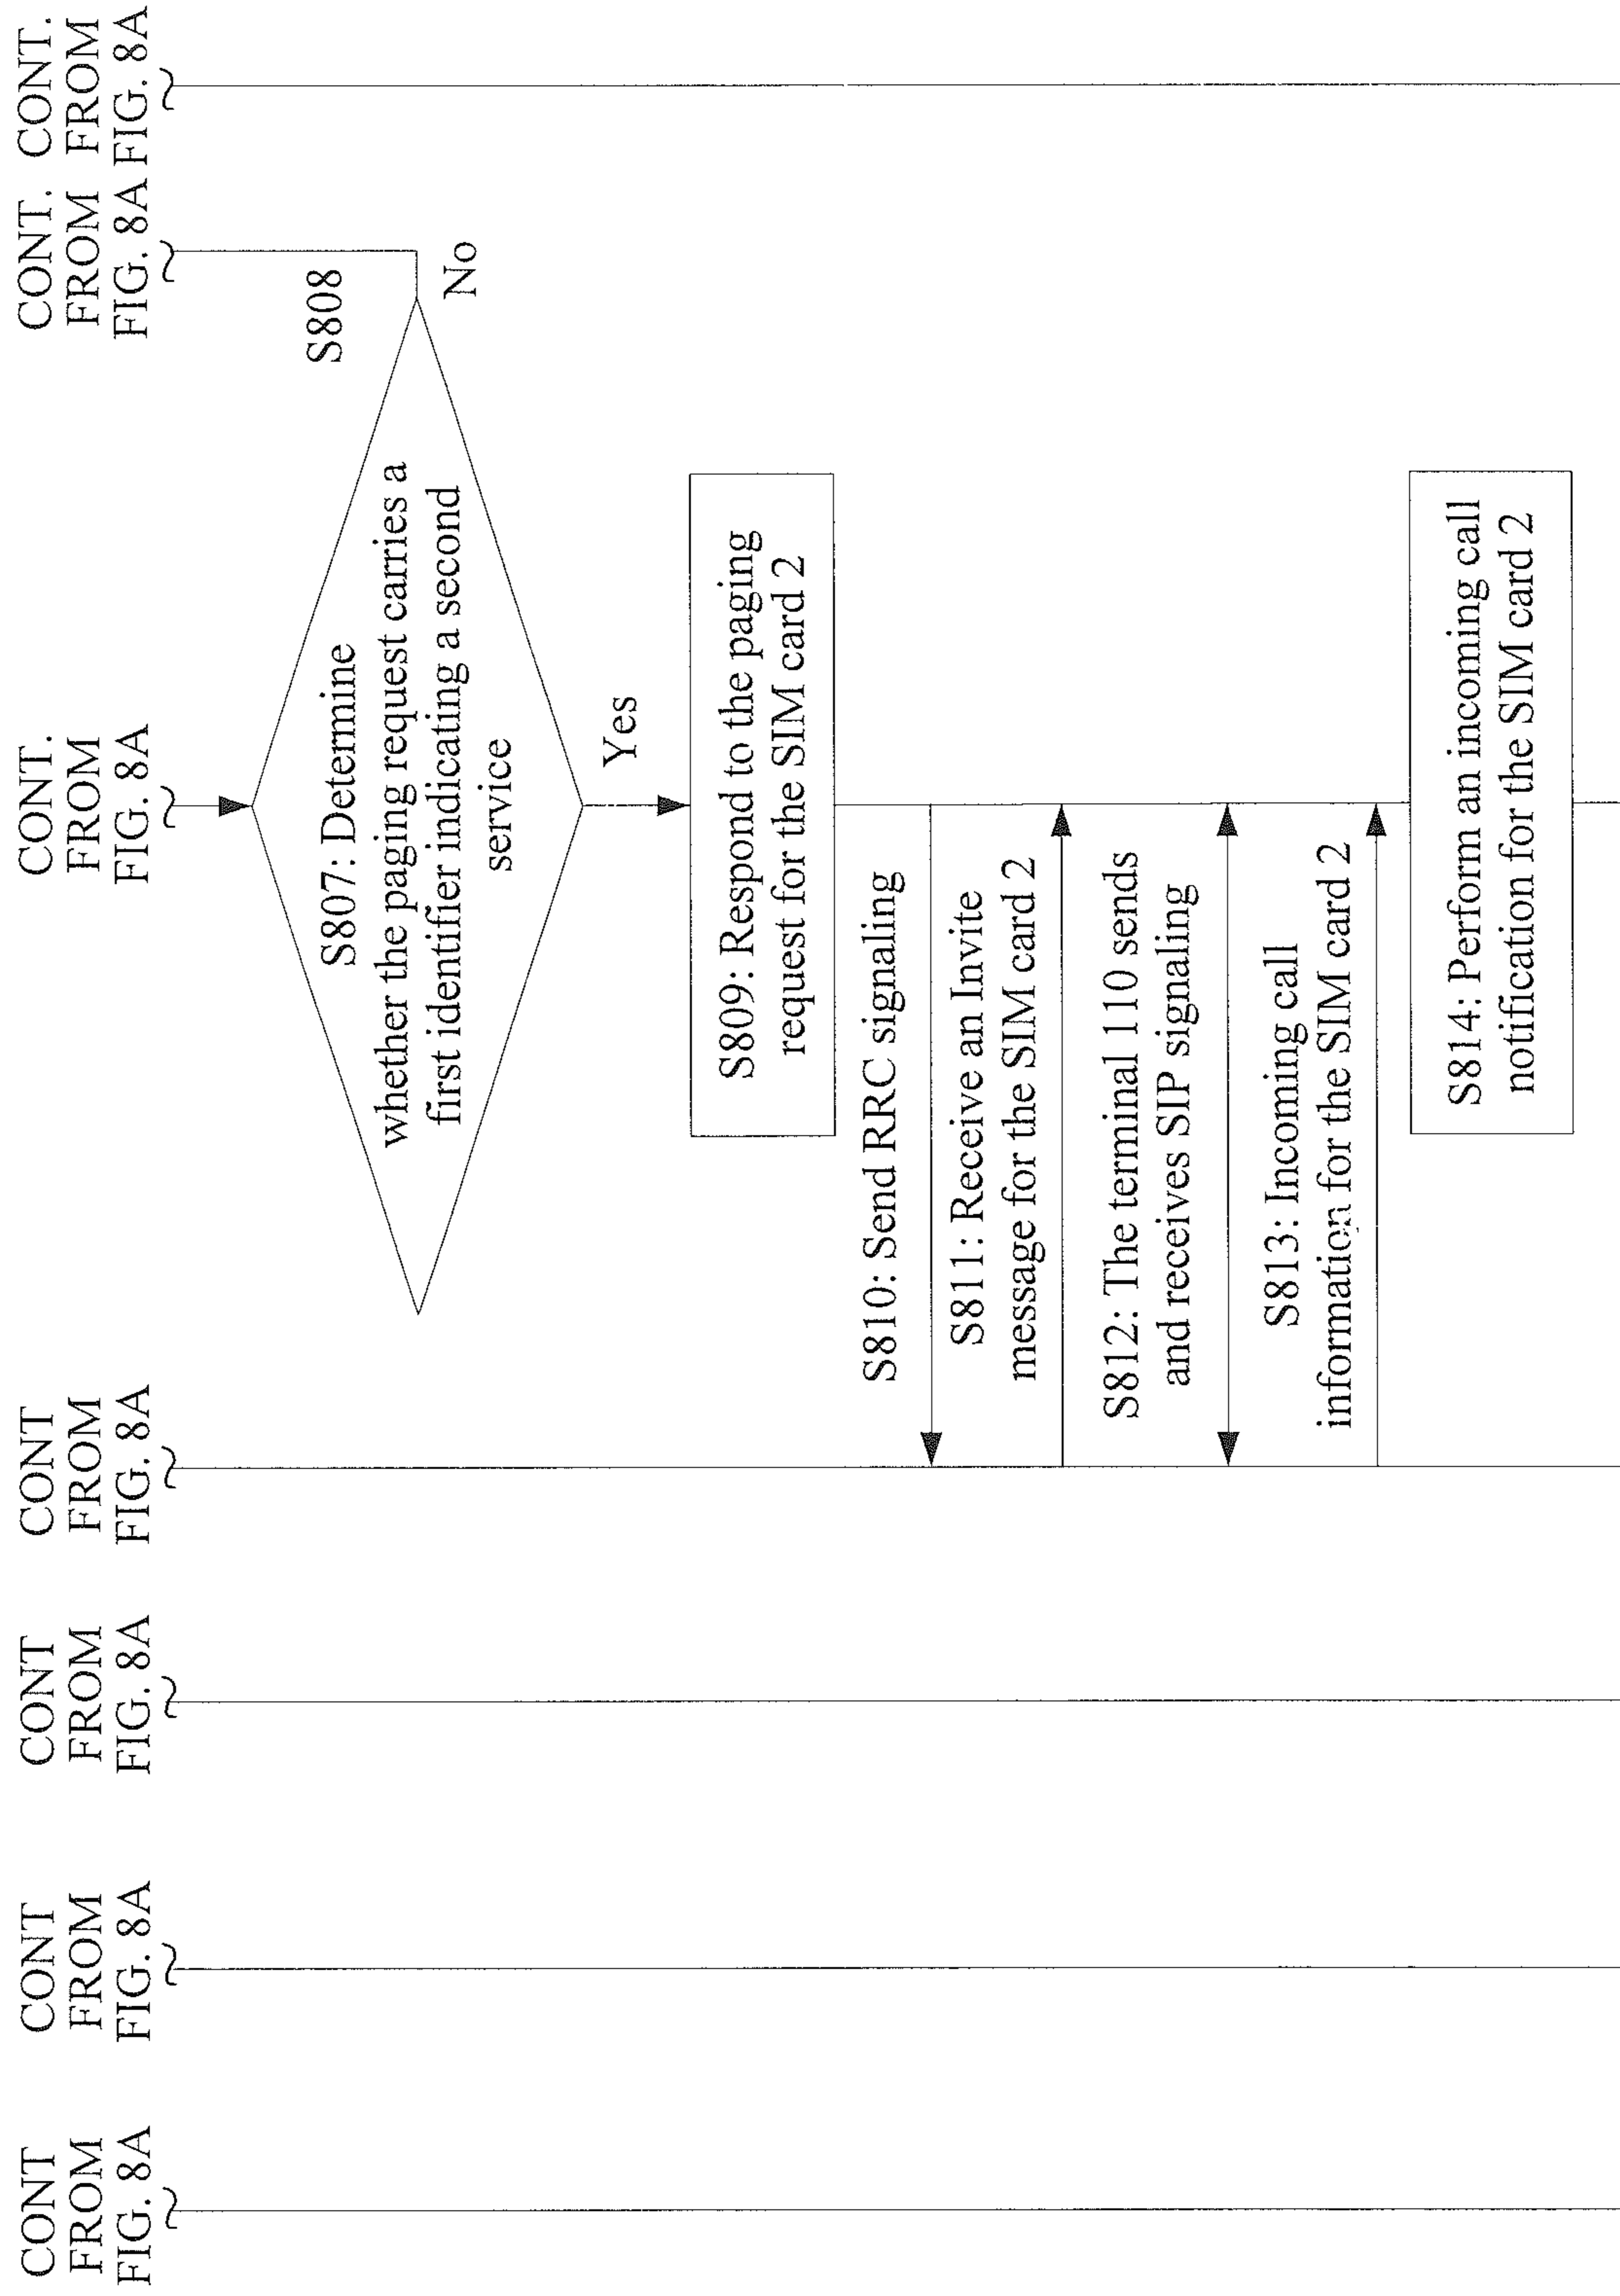 CONT
FROM
FIG. 8A
CONT
FROM
FIG. 8A
CONT
FROM
FIG. 8A
CONT
FROM
FIG. 8A
CONT.
FROM
FIG. 8A
CONT.
FROM
FIG. 8A
CONT.
FROM
FIG. 8A
S807: Determine
whether the paging request carries a
first identifier indicating a second
service
S808
No
Yes
S809: Respond to the paging
request for the SIM card 2
S810: Send RRC signaling
S811: Receive an Invite
message for the SIM card 2
S812: The terminal 110 sends
and receives SIP signaling
S813: Incoming call
information for the SIM card 2
S814: Perform an incoming call
notification for the SIM card 2